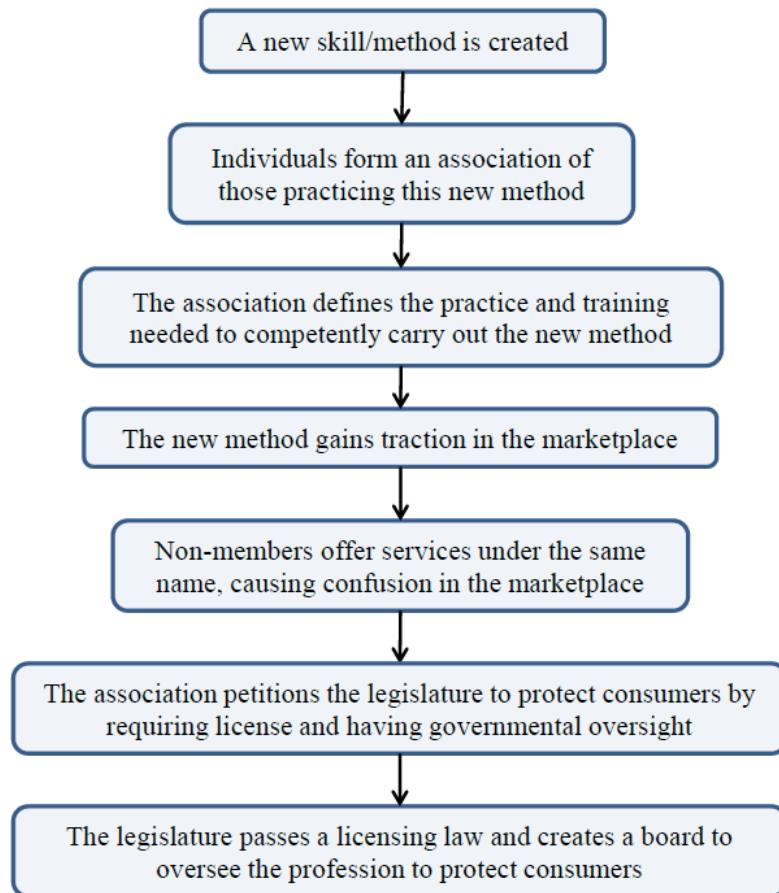 A new skill/method is created
Individuals form an association of
those practicing this new method
The association defines the practice and training
needed to competently carry out the new method
The new method gains traction in the marketplace
Non-members offer services under the same
name, causing confusion in the marketplace
The association petitions the legislature to protect consumers by
requiring license and having governmental oversight
The legislature passes a licensing law and creates a board to
oversee the profession to protect consumers